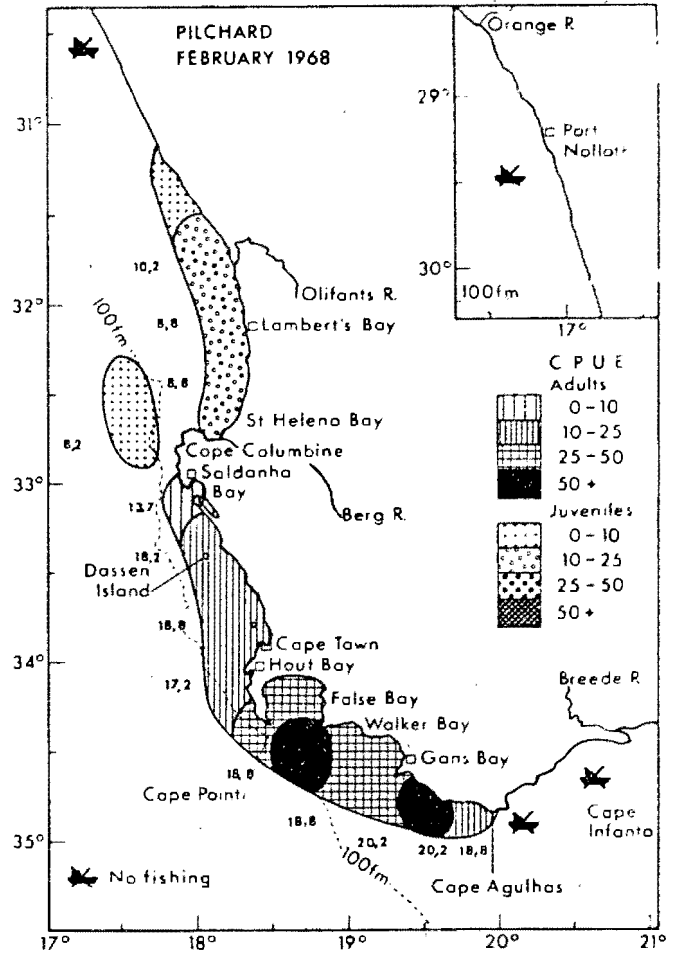 PILCHARD
FEBRUARY 1968
Orange R
29°
Port
Nolloth
30°
100fm
17°
31°
10,2
Olifants R.
32°
100fm
8,8
Lambert's Bay
8,8
C P U E
Adults
0-10
10-25
25-50
50+
Juveniles
0-10
10-25
25-50
50+
St Helena Bay
8,2
Cape Columbine
Saldanha
Bay
33°
13,7
Berg R.
18,2
Dassen
Island
18,8
Cape Town
34°
Hout Bay
17,2
Breede R
False Bay
Walker Bay
Gans Bay
18,8
Cape Point
18,8
Cape
Infanta
35°
20,2
20,2
18,8
100fm
No fishing
Cape Agulhas
17°
18°
19°
20°
21°